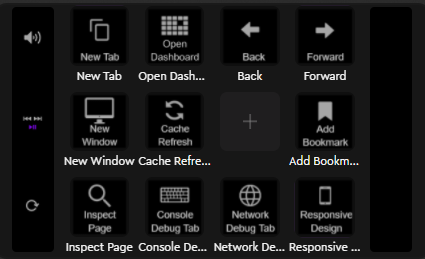 New Tab
Open
Dashboard
Back
Forward
New Tab
Open Dash...
Back
Forward
New
Window
Cache
Refresh
Add
Bookmark
New Window
Cache Refre...
Add Bookm...
Inspect
Page
Console
Debug Tab
Network
Debug Tab
Responsive
Design
Inspect Page
Console De...
Network De...
Responsive ...